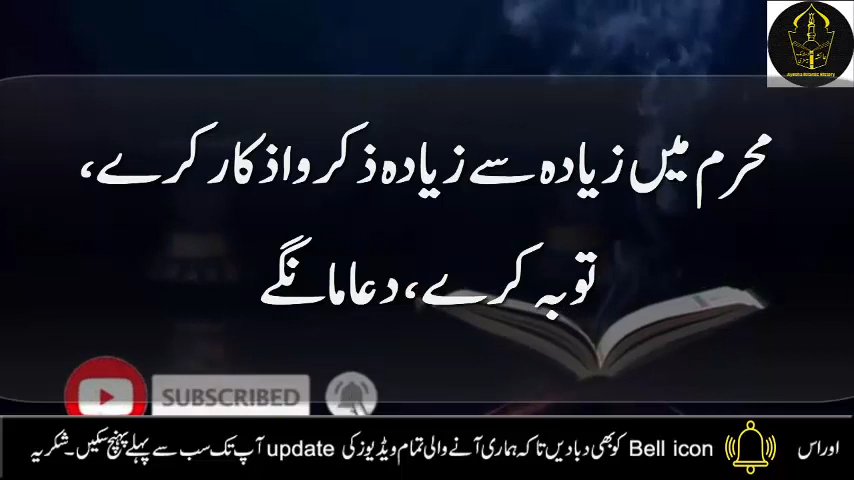 محرم میں زیادہ سے زیادہ ذکر و اذکار کرے،
توبہ کرے، دعا مانگے
SUBSCRIBED
اور اس Bell icon کو بھی دبا دیں تاکہ ہماری آنے والی تمام ویڈیوز کی update آپ تک سب سے پہلے پہنچ سکیں۔ شکریہ